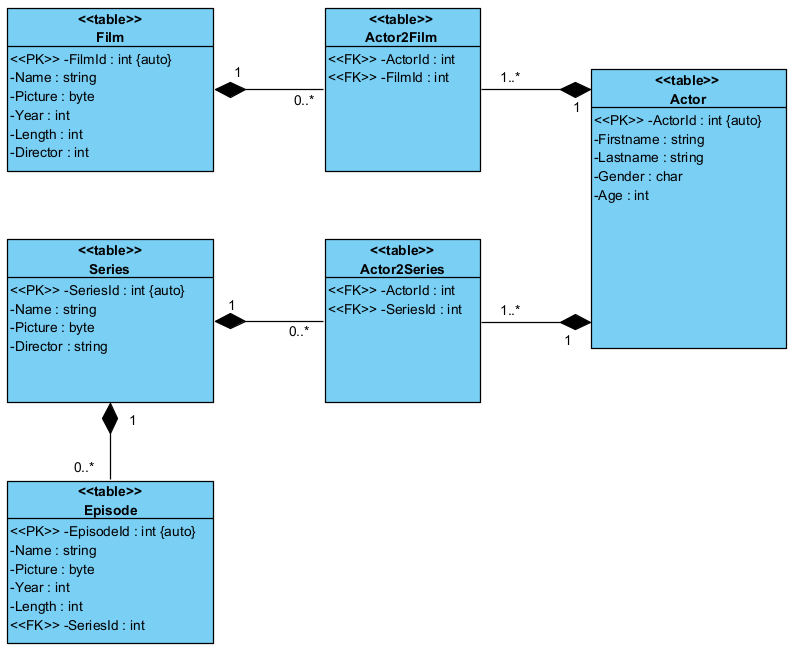 <<table>>
Film
<<PK>> -FilmId : int {auto}
-Name : string
-Picture : byte
-Year : int
-Length : int
-Director : int
1
0..*
<<table>>
Actor2Film
<<FK>> -ActorId : int
<<FK>> -FilmId : int
1..*
1
<<table>>
Actor
<<PK>> -ActorId : int {auto}
-Firstname : string
-Lastname : string
-Gender : char
-Age : int
<<table>>
Series
<<PK>> -SeriesId : int {auto}
-Name : string
-Picture : byte
-Director : string
1
0..*
<<table>>
Actor2Series
<<FK>> -ActorId : int
<<FK>> -SeriesId : int
1..*
1
1
0..*
<<table>>
Episode
<<PK>> -EpisodeId : int {auto}
-Name : string
-Picture : byte
-Year : int
-Length : int
<<FK>> -SeriesId : int